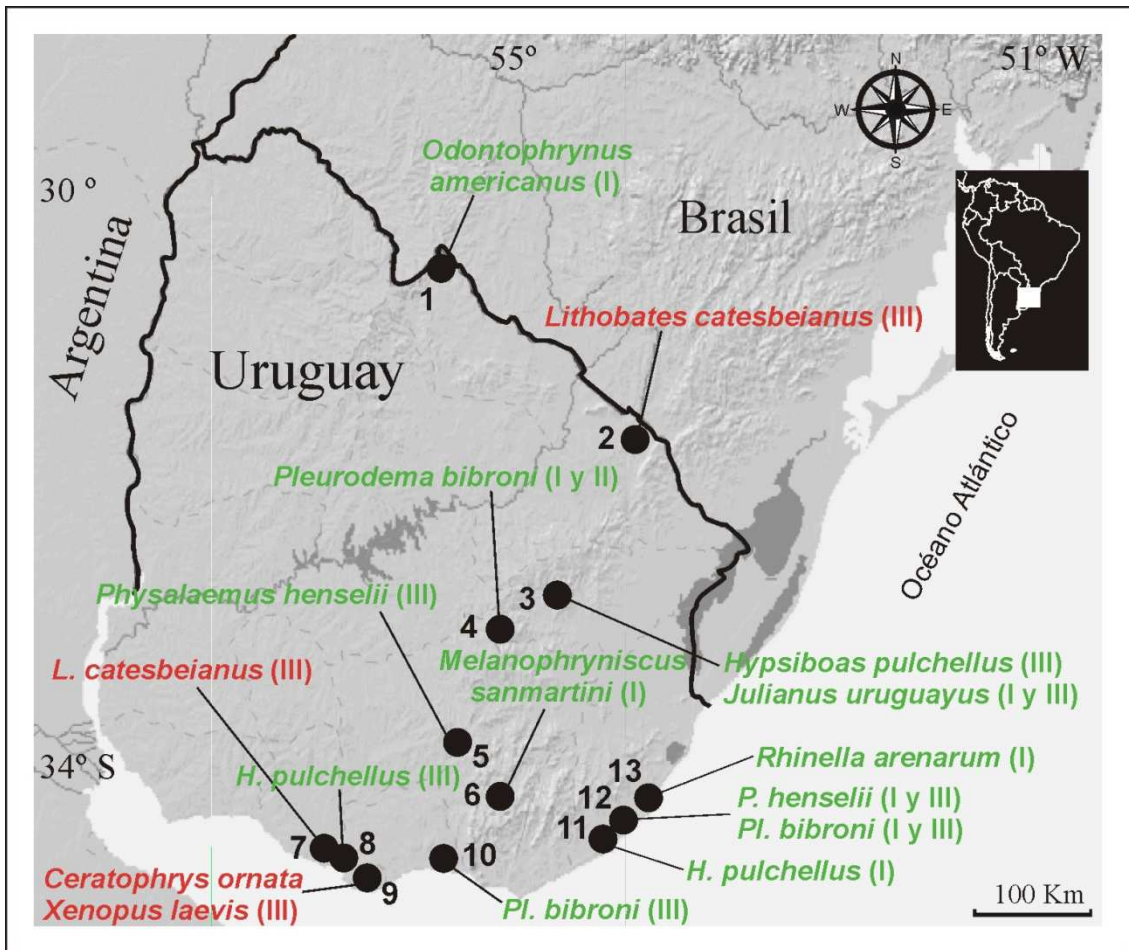 55º
51º W
N
W
E
S
Odontophrynus
americanus (I)
30 º
Brasil
Argentina
1
Lithobates catesbeianus (III)
Uruguay
2
Océano Atlántico
Pleurodema bibroni (I y II)
Physalaemus henselii (III)
3
4
Melanophryniscus
sanmartini (I)
Hypsiboas pulchellus (III)
Julianus uruguayus (I y III)
L. catesbeianus (III)
5
34º S
H. pulchellus (III)
Rhinella arenarum (I)
13
6
12
P. henselii (I y III)
Pl. bibroni (I y III)
11
7
8
10
H. pulchellus (I)
Ceratophrys ornata
Xenopus laevis (III)
9
Pl. bibroni (III)
100 Km